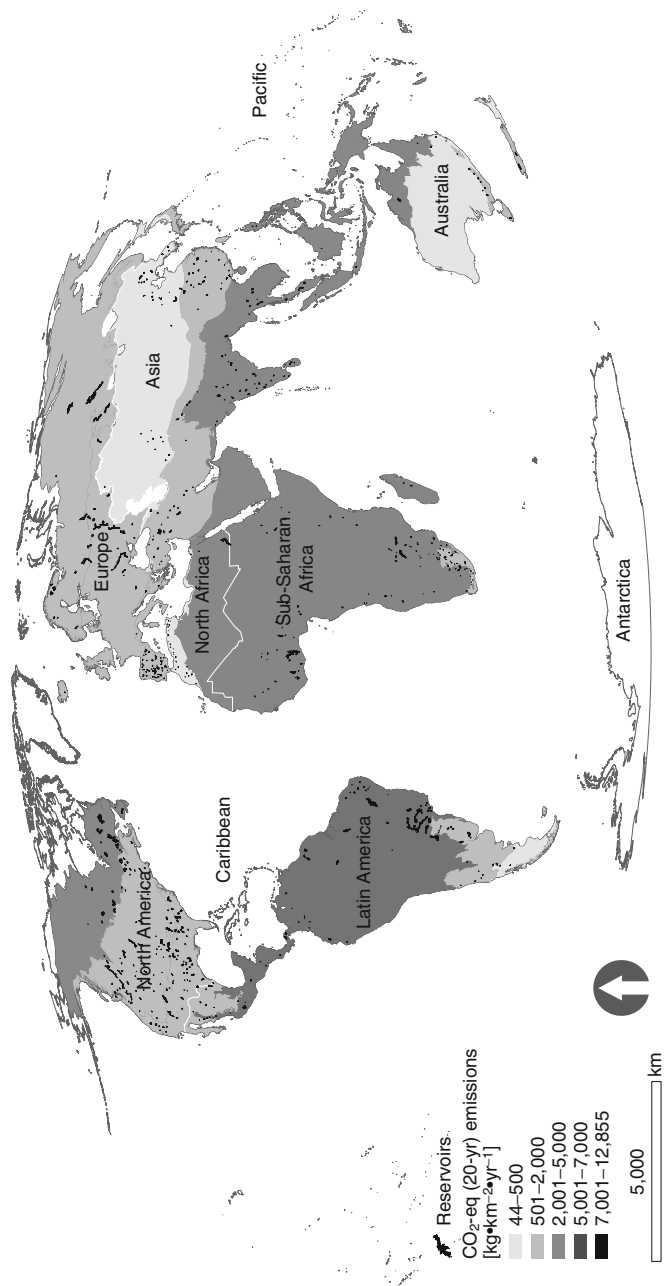 Pacific
Asia
Europe
Australia
North Africa
Sub-Saharan
Africa
North America
Caribbean
Latin America
Antarctica
Reservoirs
CO₂-eq (20-yr) emissions
[kg•km⁻²•yr⁻¹]
44–500
501–2,000
2,001–5,000
5,001–7,000
7,001–12,855
5,000
km